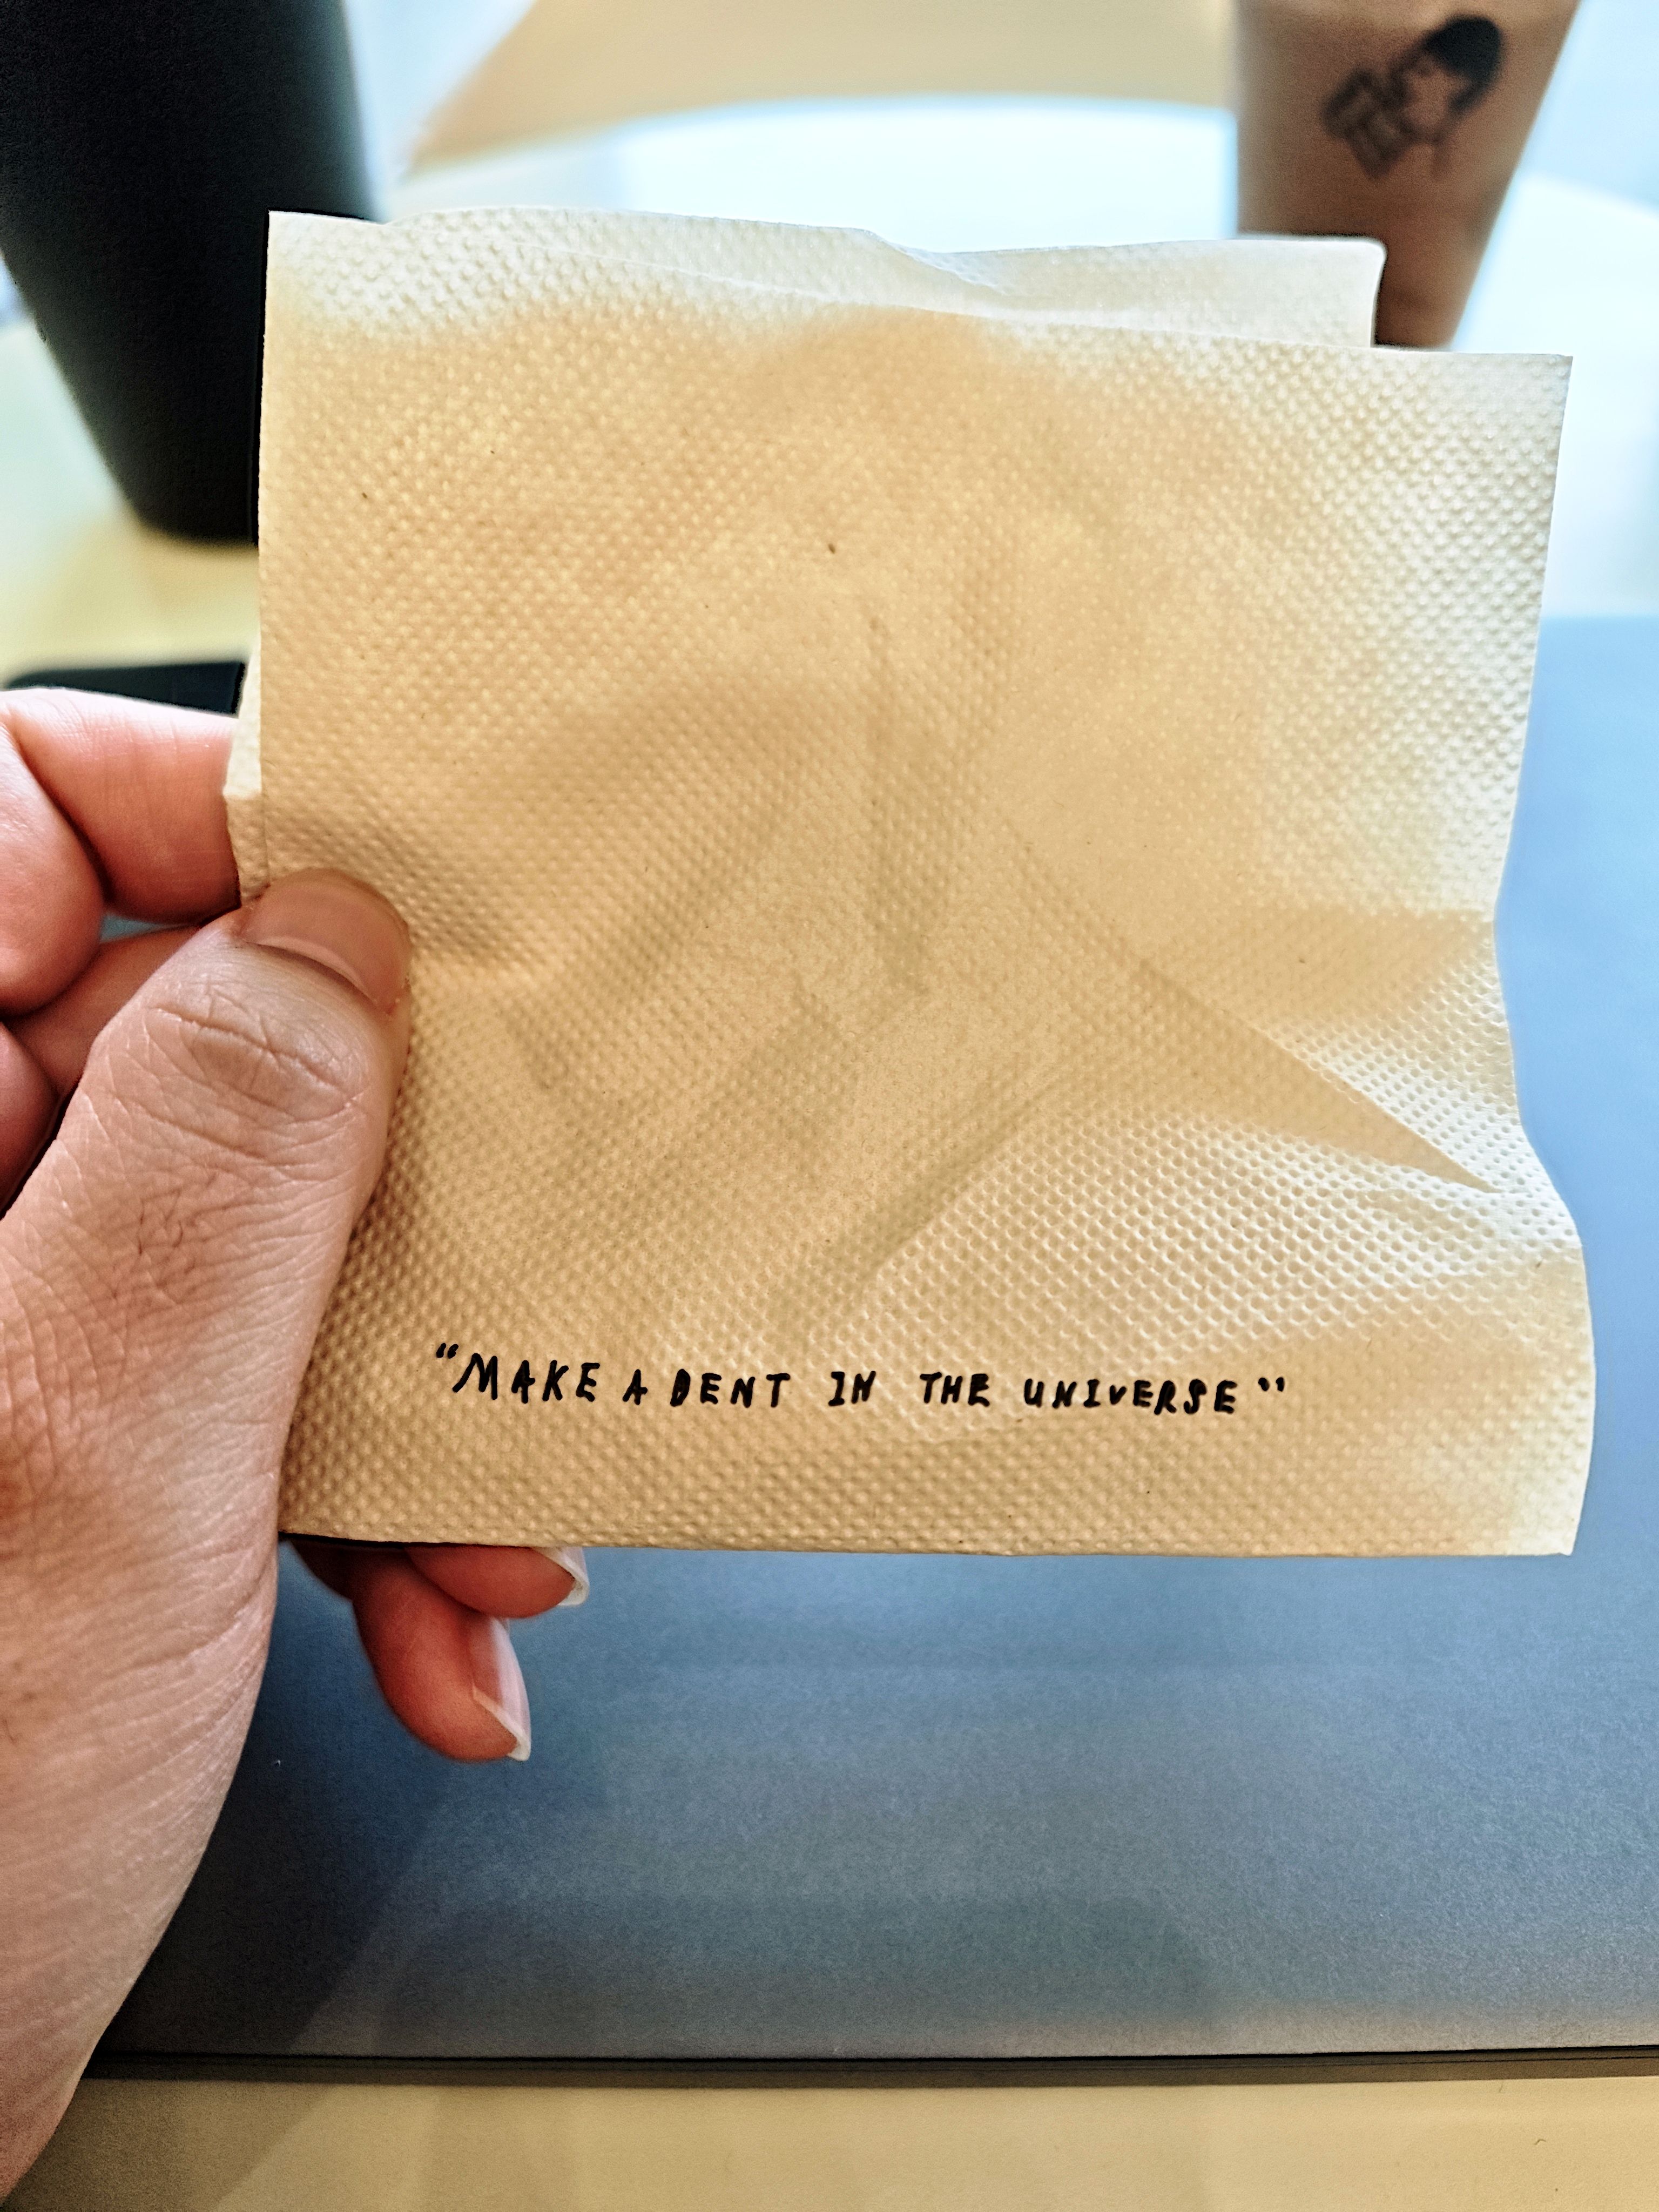 “MAKE A DENT IN THE UNIVERSE”